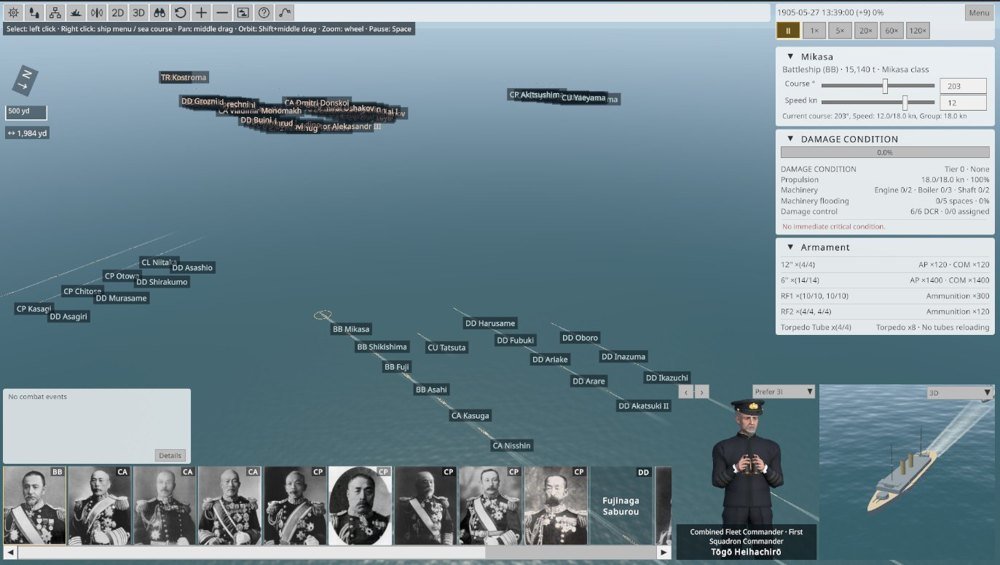 2D 3D
Select: left click · Right click: ship menu / sea course · Pan: middle drag · Orbit: Shift+middle drag · Zoom: wheel · Pause: Space
1905-05-27 13:39:00 (+9) 0%
Menu
II 1× 5× 20× 60× 120×
N
500 yd
↔ 1,984 yd
TR Kostroma
DD Grozni
CA Dmitri Donskoi
Monomakh
DD Buini
Aleksandr III
CP Akitsushima
Yaeyama
▼ Mikasa
Battleship (BB) · 15,140 t · Mikasa class
Course ° 203
Speed kn 12
Current course: 203°, Speed: 12.0/18.0 kn, Group: 18.0 kn
▼ DAMAGE CONDITION
0.0%
DAMAGE CONDITION Tier 0 · None
Propulsion 18.0/18.0 kn · 100%
Machinery Engine 0/2 · Boiler 0/3 · Shaft 0/2
Machinery flooding 0/5 spaces · 0%
Damage control 6/6 DCR · 0/0 assigned
No immediate critical condition.
▼ Armament
12" ×(4/4) AP ×120 · COM ×120
6" ×(14/14) AP ×1400 · COM ×1400
RF1 ×(10/10, 10/10) Ammunition ×300
RF2 ×(4/4, 4/4) Ammunition ×120
Torpedo Tube x(4/4) Torpedo x8 · No tubes reloading
CL Niitaka
DD Asashio
CP Otowa
DD Shirakumo
CP Chitose
DD Murasame
CP Kasagi
DD Asagiri
BB Mikasa
BB Shikishima
BB Fuji
BB Asahi
CA Kasuga
CA Nisshin
CU Tatsuta
DD Harusame
DD Fubuki
DD Ariake
DD Arare
DD Akatsuki II
DD Oboro
DD Inazuma
DD Ikazuchi
No combat events
Details
BB CA CA CA CP CP CP CP CP DD
Fujinaga
Saburou
Prefer 3D
Combined Fleet Commander · First
Squadron Commander
Tōgō Heihachirō
3D